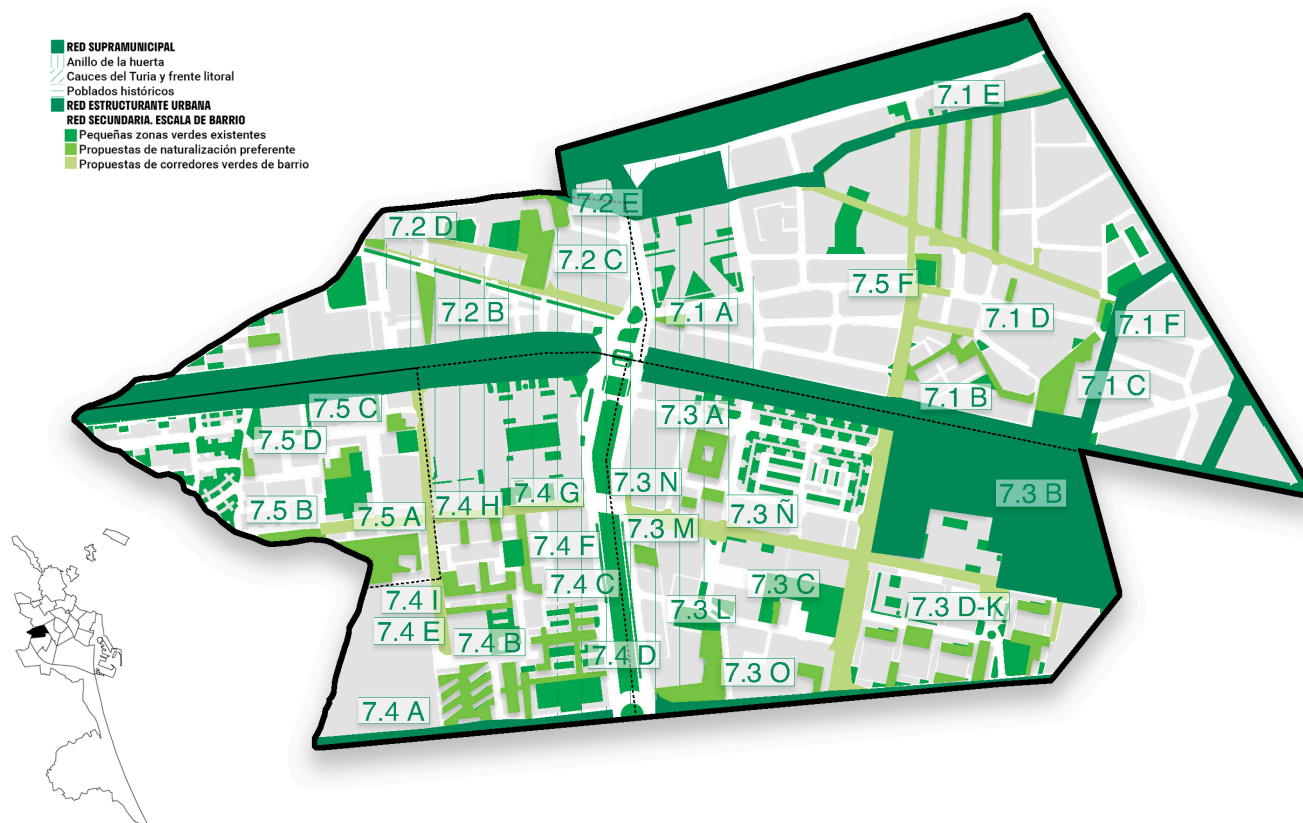 RED SUPRAMUNICIPAL
Anillo de la huerta
Cauces del Turia y frente litoral
Poblados históricos
RED ESTRUCTURANTE URBANA
RED SECUNDARIA. ESCALA DE BARRIO
Pequeñas zonas verdes existentes
Propuestas de naturalización preferente
Propuestas de corredores verdes de barrio
7.1 E
7.2 E
7.2 D
7.2 C
7.5 F
7.2 B
7.1 A
7.1 D
7.1 F
7.1 C
7.1 B
7.5 C
7.3 A
7.5 D
7.3 N
7.3 B
7.4 G
7.4 H
7.5 B
7.5 A
7.3 Ñ
7.3 M
7.4 F
7.4 C
7.3 C
7.4 I
7.3 L
7.3 D-K
7.4 E
7.4 B
7.4 D
7.3 O
7.4 A